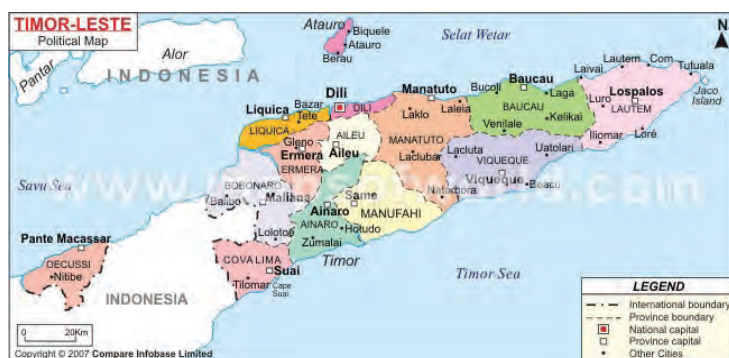 TIMOR-LESTE
Political Map
Atauro
Biquele
Atauro
Berau
Selat Wetar
N
Pantar
Alor
INDONESIA
Dili
DILI
Liquica
Bazar
Tete
LIQUICA
Manatuto
Laklo
Laleia
MANATUTO
Laclubar
Natarbora
Bucoli
Baucau
Laga
BAUCAU
Venilale
Kelikai
Laivai
Lautem
Com
Tutuala
Jaco
Island
Lospalos
Luro
LAUTEM
Iliomar
Loré
Gleno
Ermera
ERMERA
AILEU
Aileu
Lacluta
Uatolari
VIQUEQUE
Viqueque
Beacu
Savu Sea
BOBONARO
Balibo
Maliana
Lolotoe
Same
MANUFAHI
Ainaro
AINARO
Hotudo
Zumalai
Pante Macassar
OECUSSI
Nitibe
COVALIMA
Suai
Tilomar
Cape
Suai
Timor
Timor Sea
INDONESIA
LEGEND
International boundary
Province boundary
National capital
Province capital
Other Cities
0 20Km
Copyright © 2007 Compare Infobase Limited